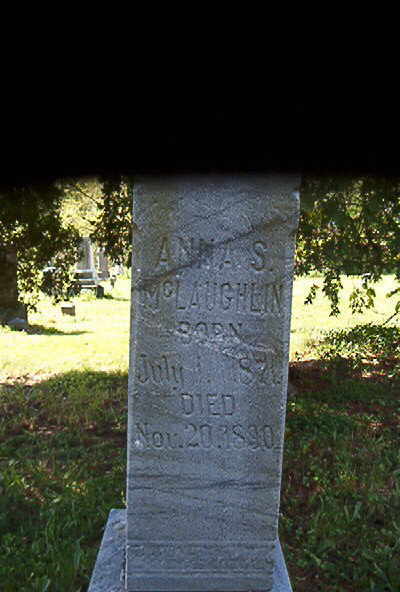 ANNA S.
McLAUGHLIN
BORN
July
DIED
Nov. 20, 1890.